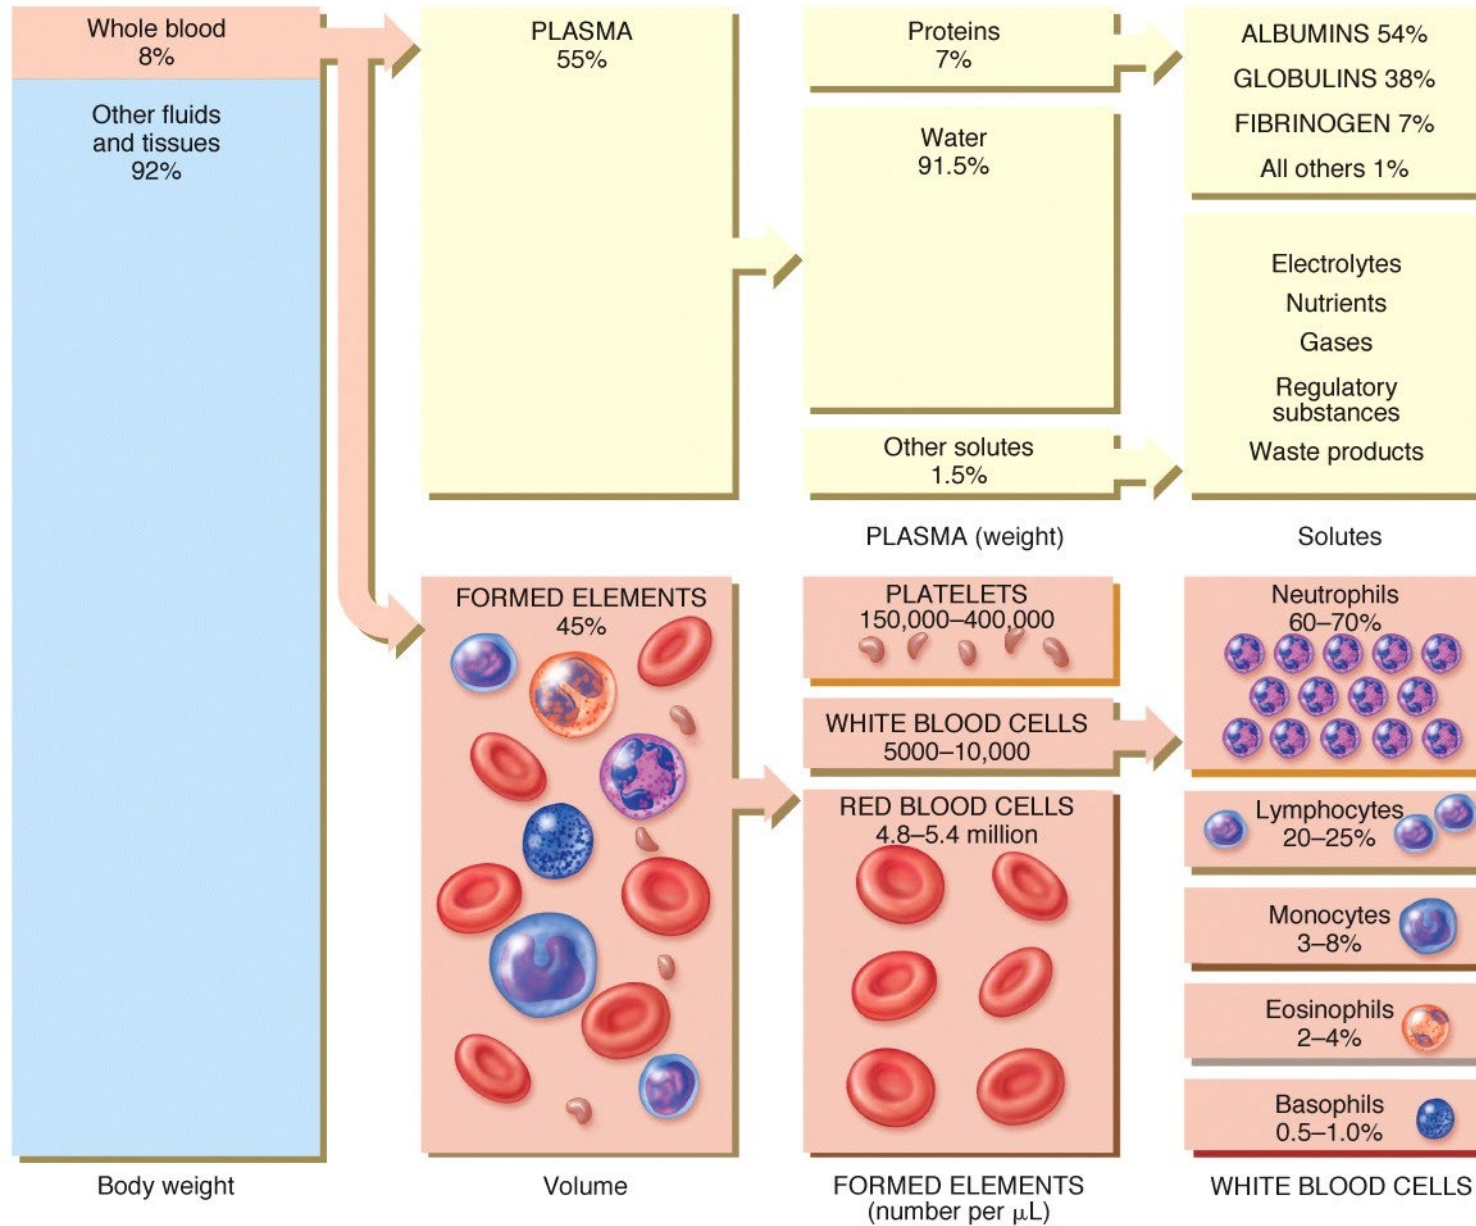 Whole blood
8%
Other fluids
and tissues
92%
Body weight
PLASMA
55%
FORMED ELEMENTS
45%
Volume
Proteins
7%
Water
91.5%
Other solutes
1.5%
PLASMA (weight)
ALBUMINS 54%
GLOBULINS 38%
FIBRINOGEN 7%
All others 1%
Electrolytes
Nutrients
Gases
Regulatory
substances
Waste products
Solutes
PLATELETS
150,000–400,000
WHITE BLOOD CELLS
5000–10,000
RED BLOOD CELLS
4.8–5.4 million
FORMED ELEMENTS
(number per μL)
Neutrophils
60–70%
Lymphocytes
20–25%
Monocytes
3–8%
Eosinophils
2–4%
Basophils
0.5–1.0%
WHITE BLOOD CELLS